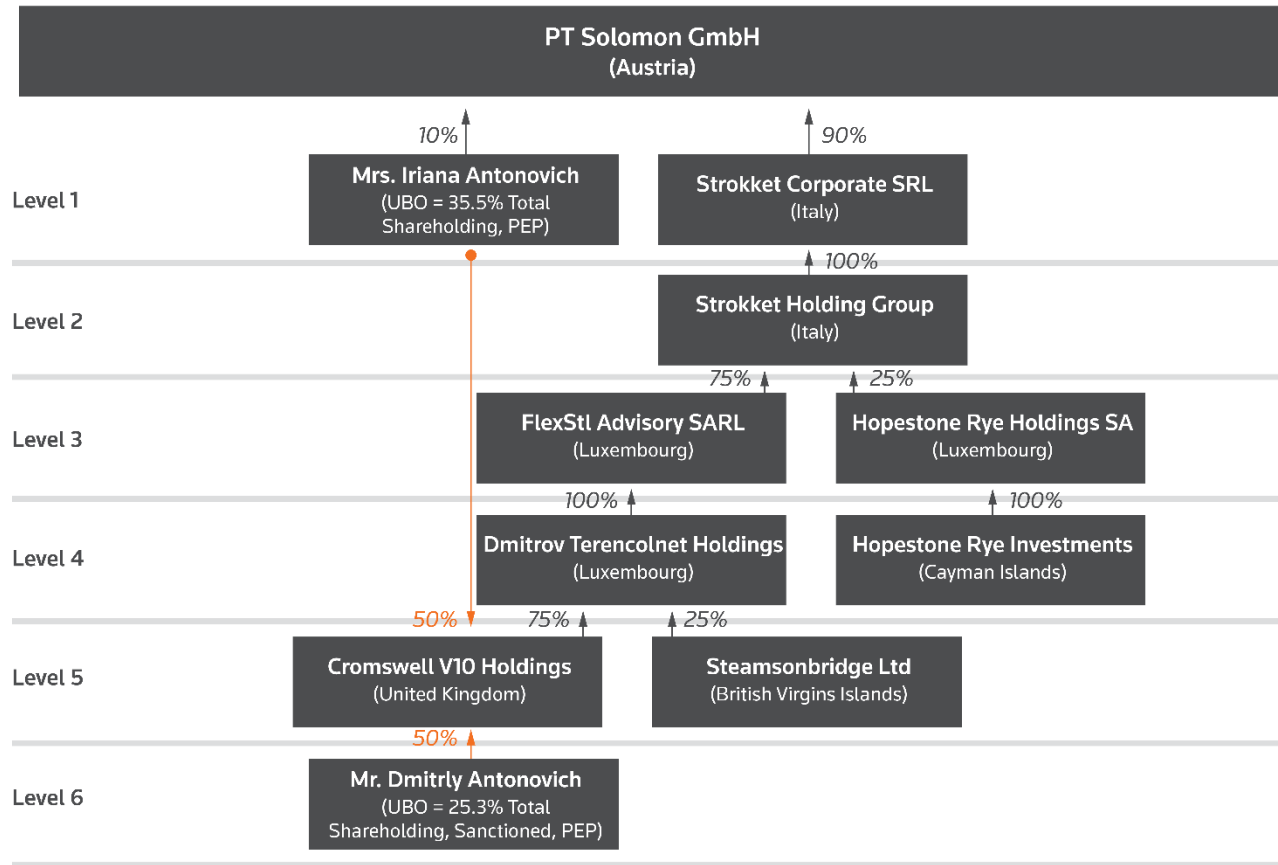 PT Solomon GmbH
(Austria)
10%
90%
Level 1
Mrs. Iriana Antonovich
(UBO = 35.5% Total
Shareholding, PEP)
Strokket Corporate SRL
(Italy)
100%
Level 2
Strokket Holding Group
(Italy)
75%
25%
Level 3
FlexStl Advisory SARL
(Luxembourg)
Hopestone Rye Holdings SA
(Luxembourg)
100%
100%
Level 4
Dmitrov Terencolnet Holdings
(Luxembourg)
Hopestone Rye Investments
(Cayman Islands)
50%
75%
25%
Level 5
Cromswell V10 Holdings
(United Kingdom)
Steamsonbridge Ltd
(British Virgins Islands)
50%
Level 6
Mr. Dmitrly Antonovich
(UBO = 25.3% Total
Shareholding, Sanctioned, PEP)